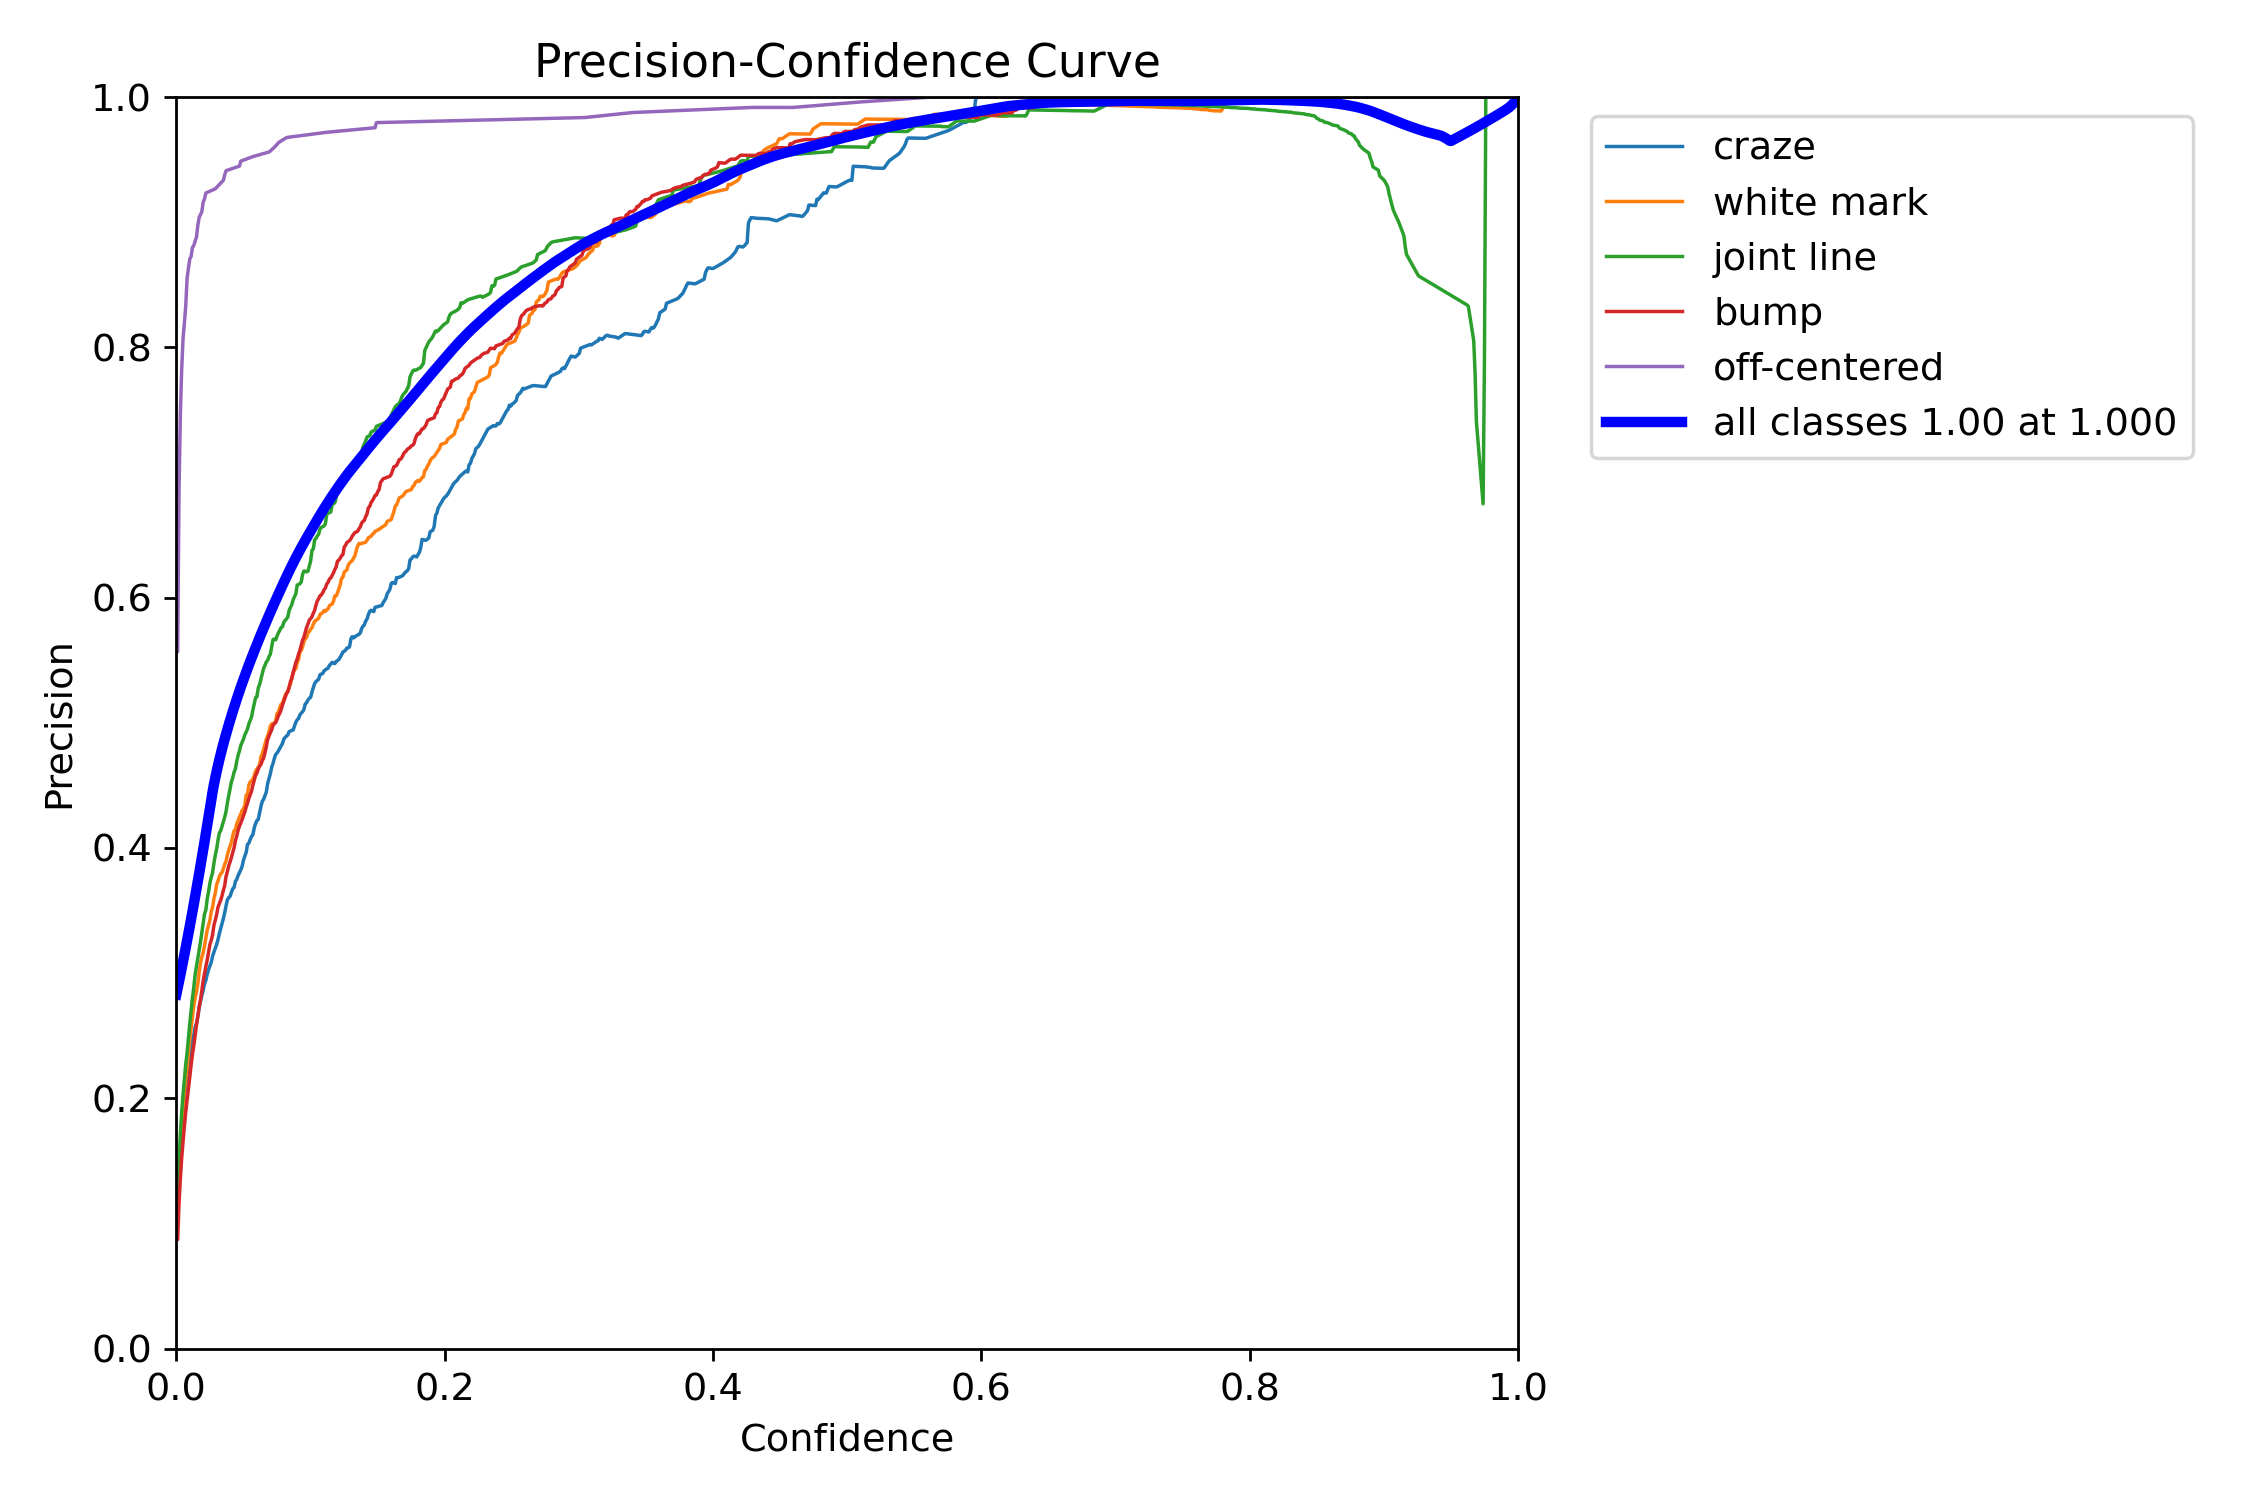 Precision-Confidence Curve
1.0
0.8
0.6
0.4
0.2
0.0
Precision
0.0 0.2 0.4 0.6 0.8 1.0
Confidence
craze
white mark
joint line
bump
off-centered
all classes 1.00 at 1.000